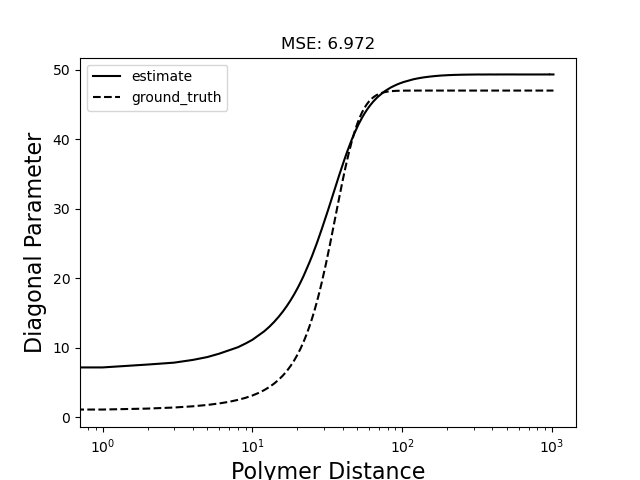 MSE: 6.972
estimate
ground_truth
Diagonal Parameter
50
40
30
20
10
0
10⁰ 10¹ 10² 10³
Polymer Distance